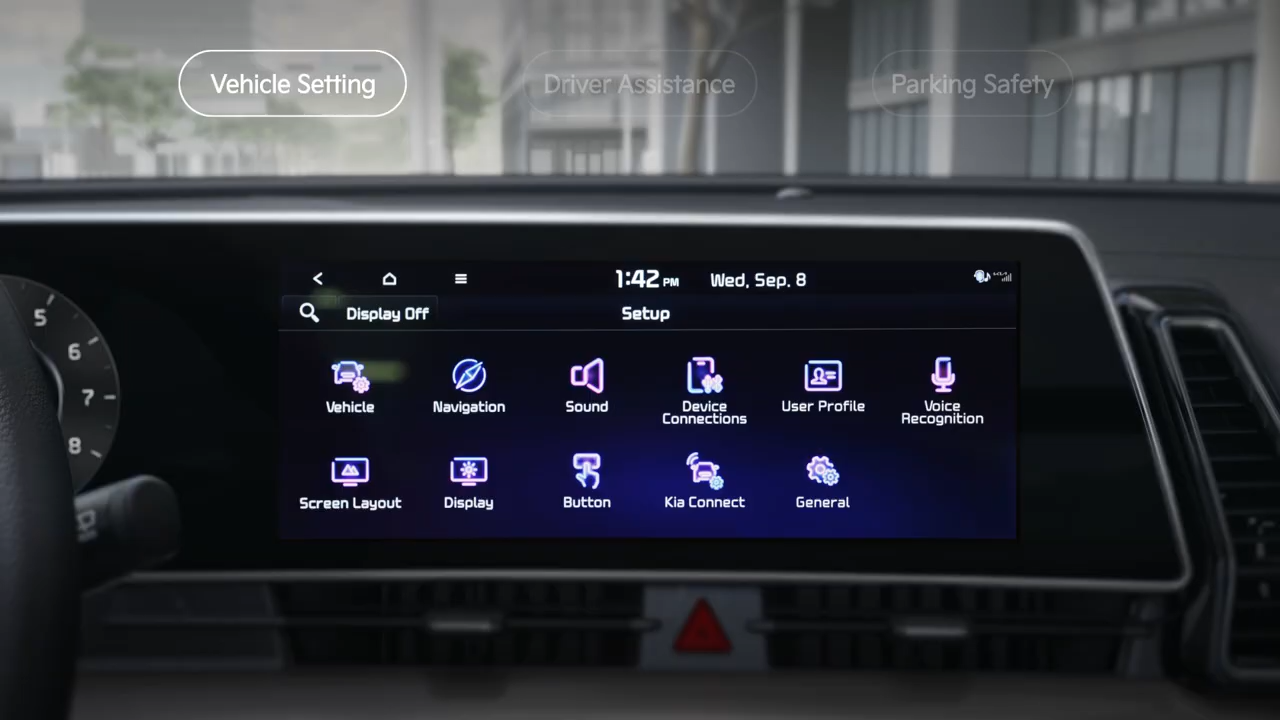 Vehicle Setting
Driver Assistance
Parking Safety
1:42 PM
Wed, Sep. 8
Display Off
Setup
Vehicle
Navigation
Sound
Device
Connections
User Profile
Voice
Recognition
Screen Layout
Display
Button
Kia Connect
General
5
6
7
8